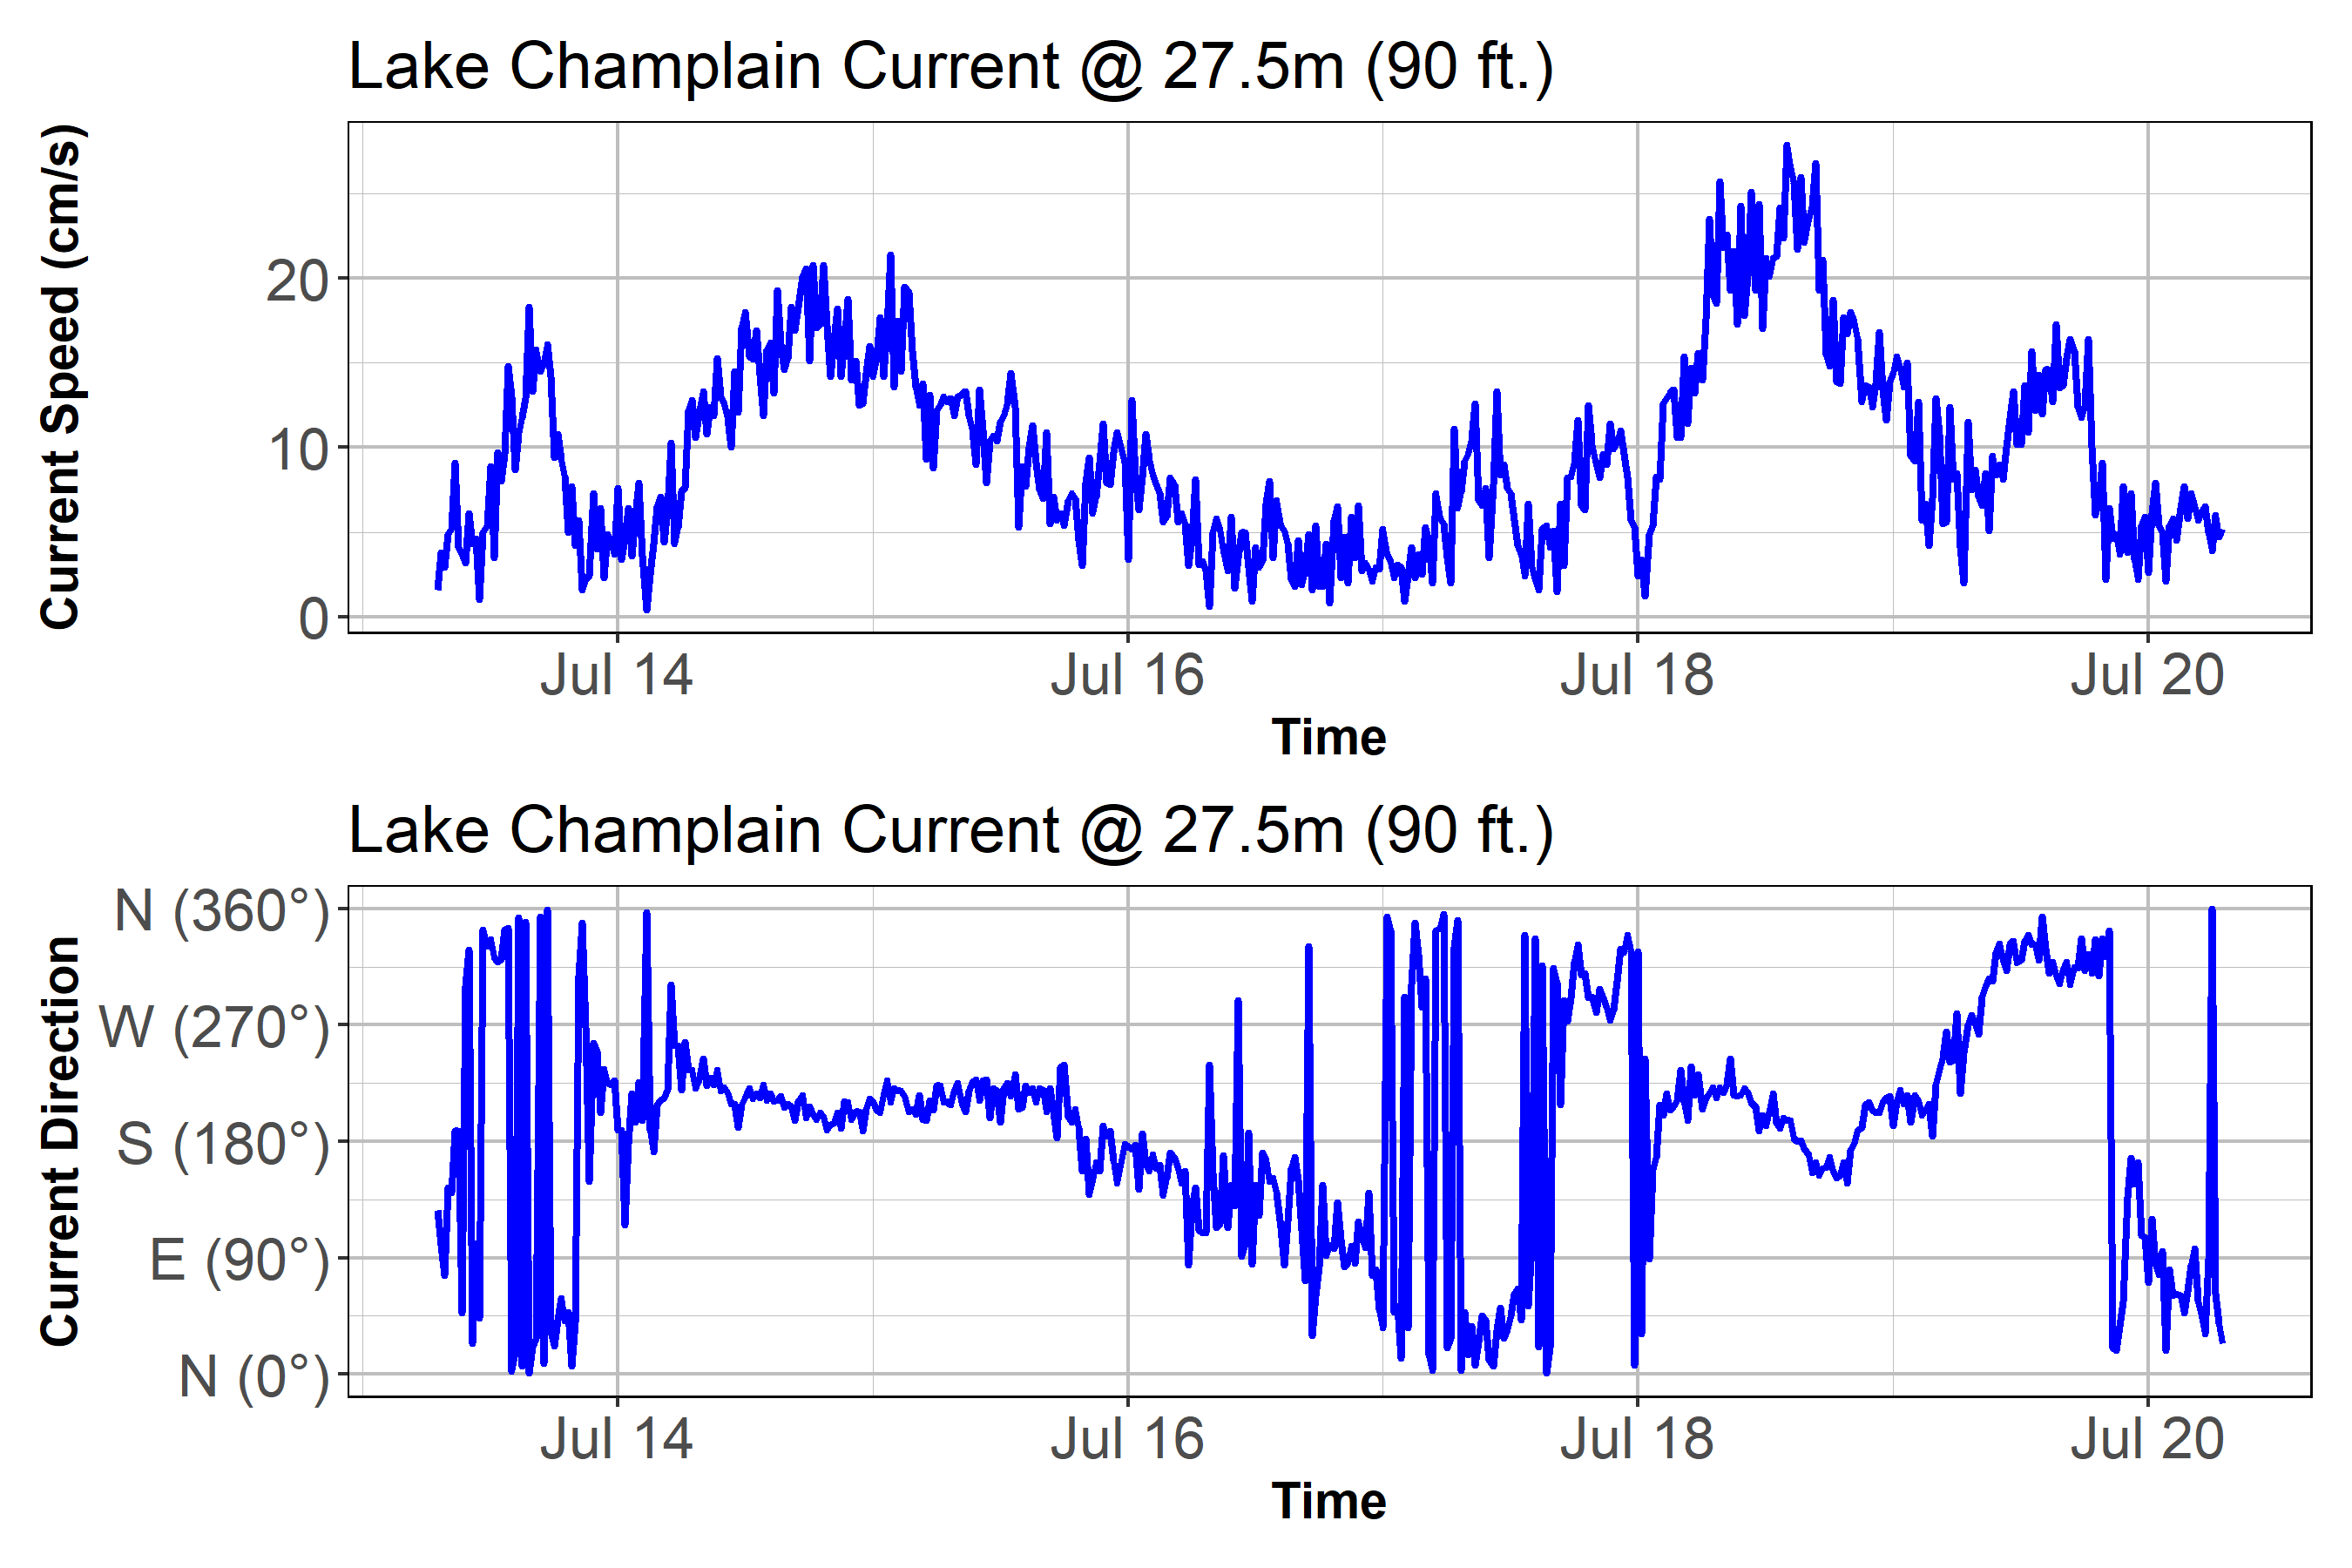 Lake Champlain Current @ 27.5m (90 ft.)
Current Speed (cm/s)
20
10
0
Jul 14 Jul 16 Jul 18 Jul 20
Time
Lake Champlain Current @ 27.5m (90 ft.)
Current Direction
N (360°)
W (270°)
S (180°)
E (90°)
N (0°)
Jul 14 Jul 16 Jul 18 Jul 20
Time